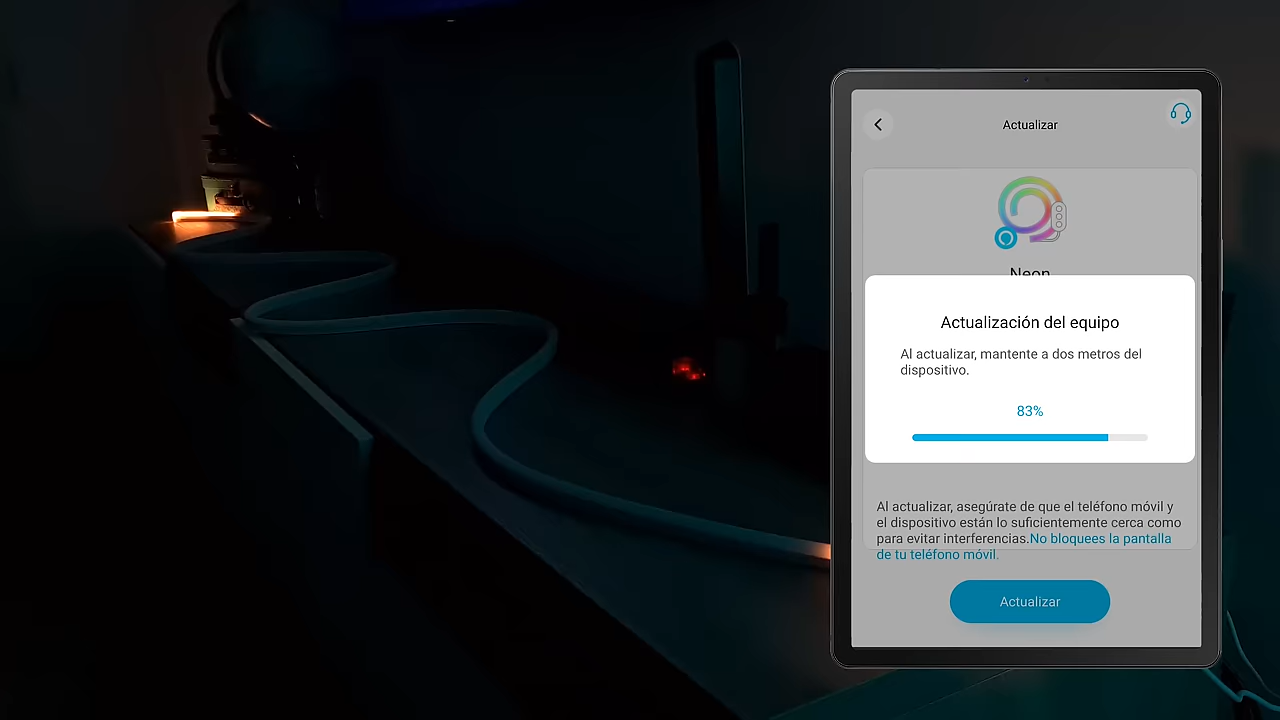 Actualizar
Neon
Actualización del equipo
Al actualizar, mantente a dos metros del
dispositivo.
83%
Al actualizar, asegúrate de que el teléfono móvil y
el dispositivo están lo suficientemente cerca como
para evitar interferencias.No bloquees la pantalla
de tu teléfono móvil.
Actualizar